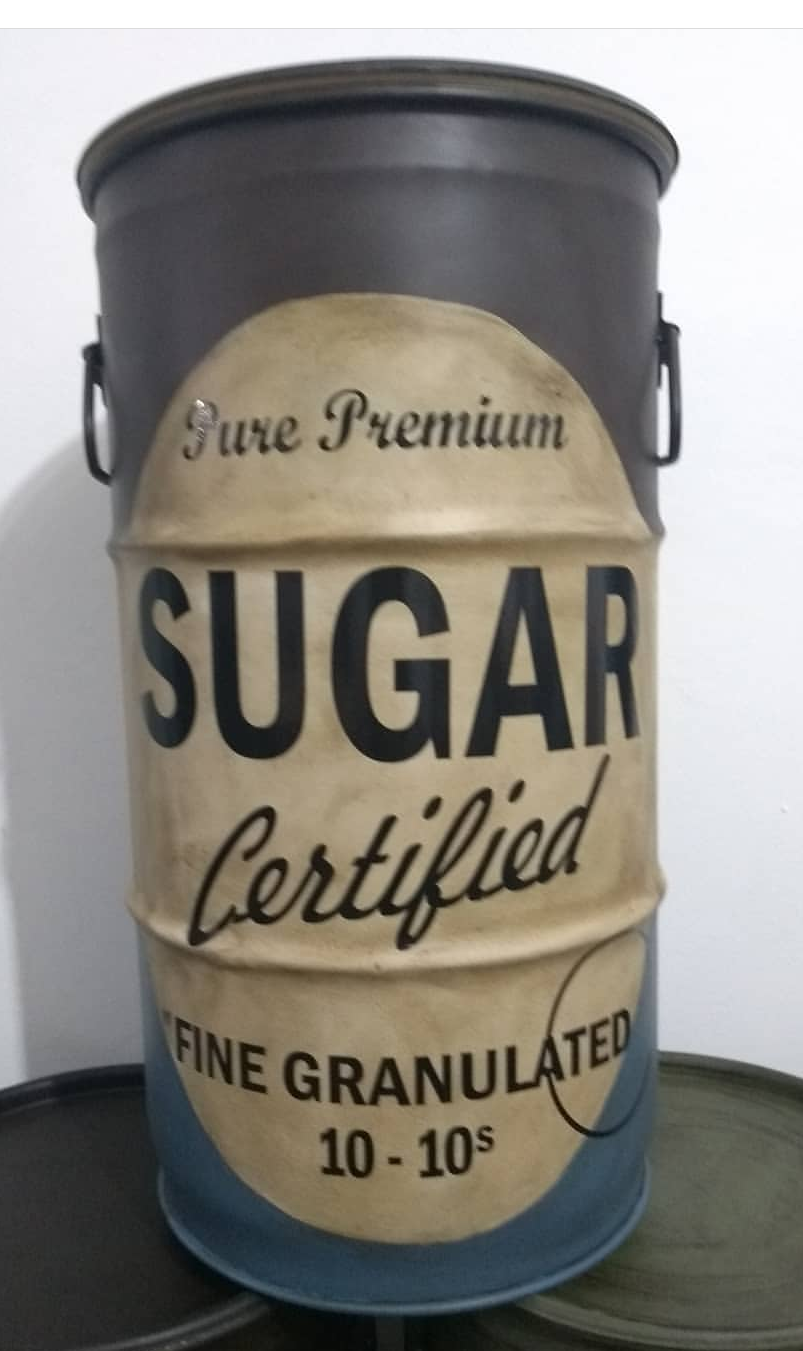 Pure Premium
SUGAR
Certified
"FINE GRANULATED
10 - 10s